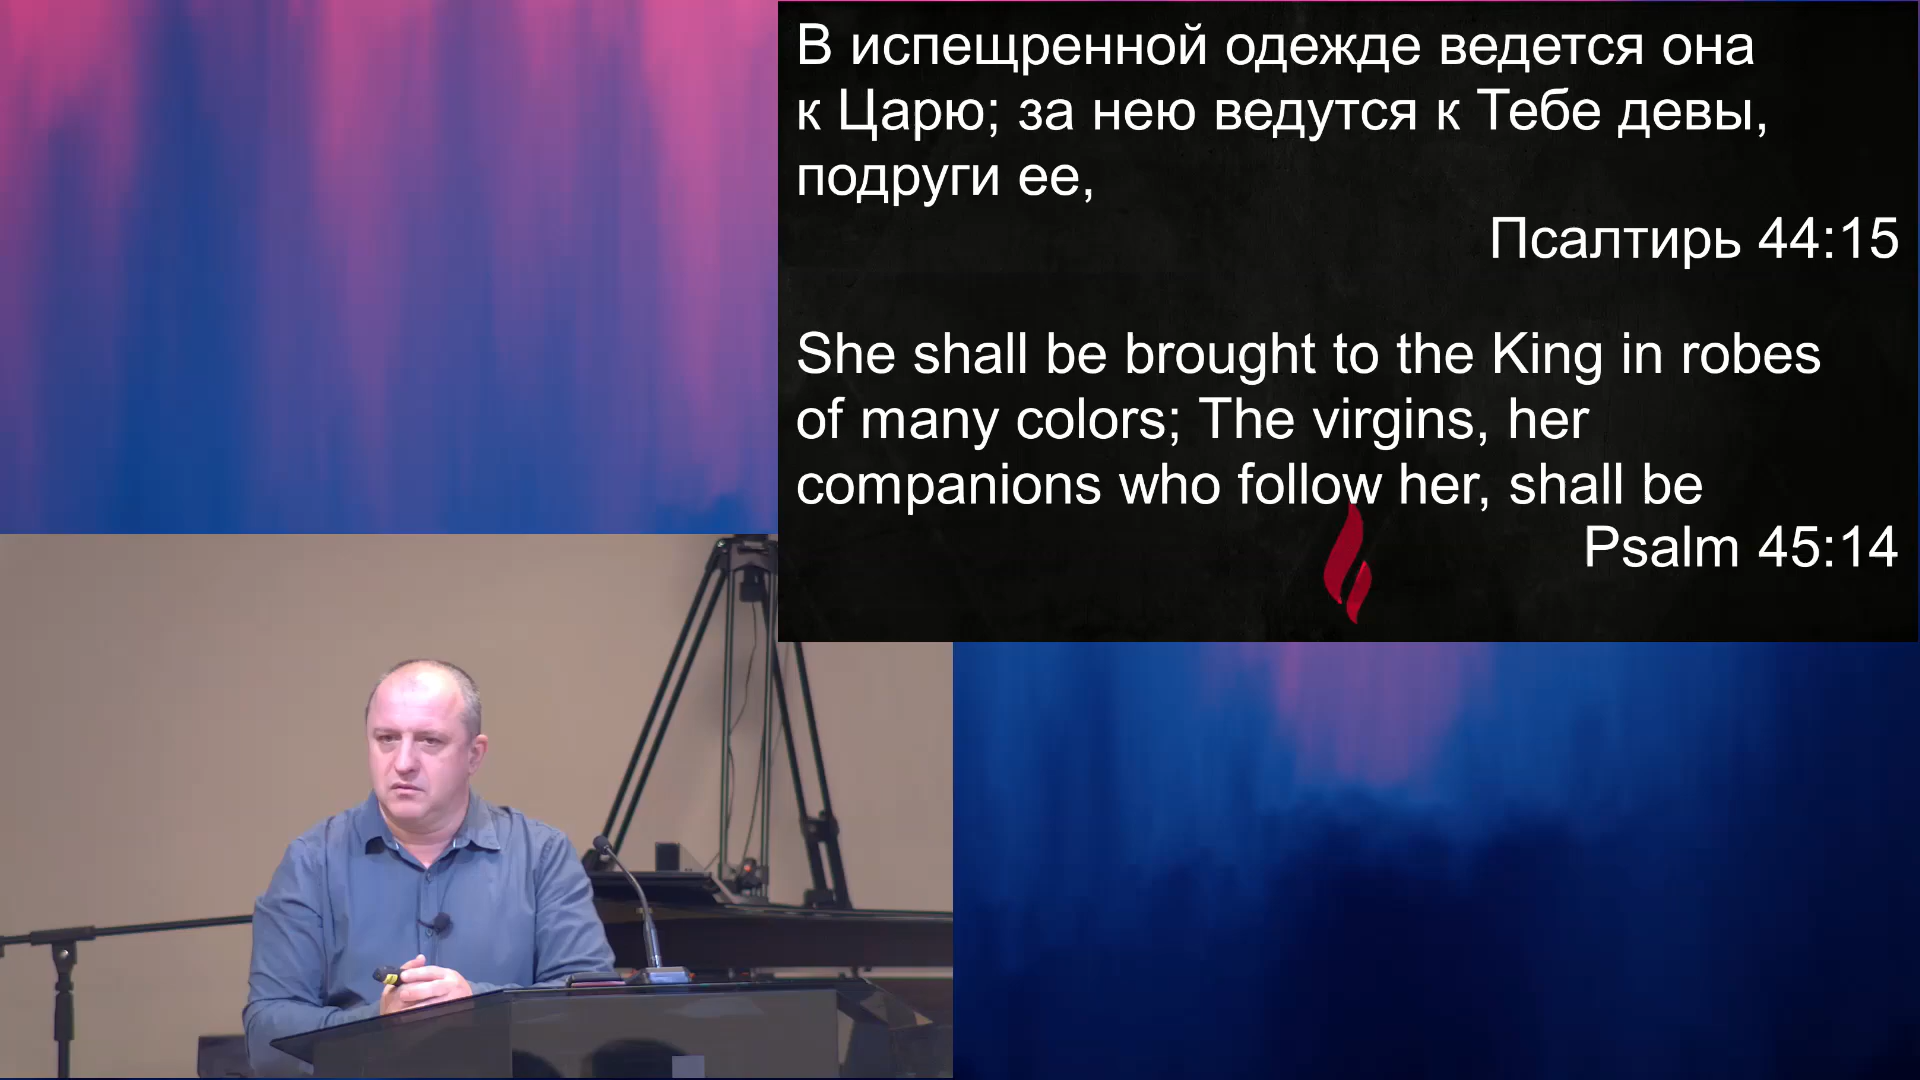 В испещренной одежде ведется она
к Царю; за нею ведутся к Тебе девы,
подруги ее,
Псалтирь 44:15
She shall be brought to the King in robes
of many colors; The virgins, her
companions who follow her, shall be
Psalm 45:14